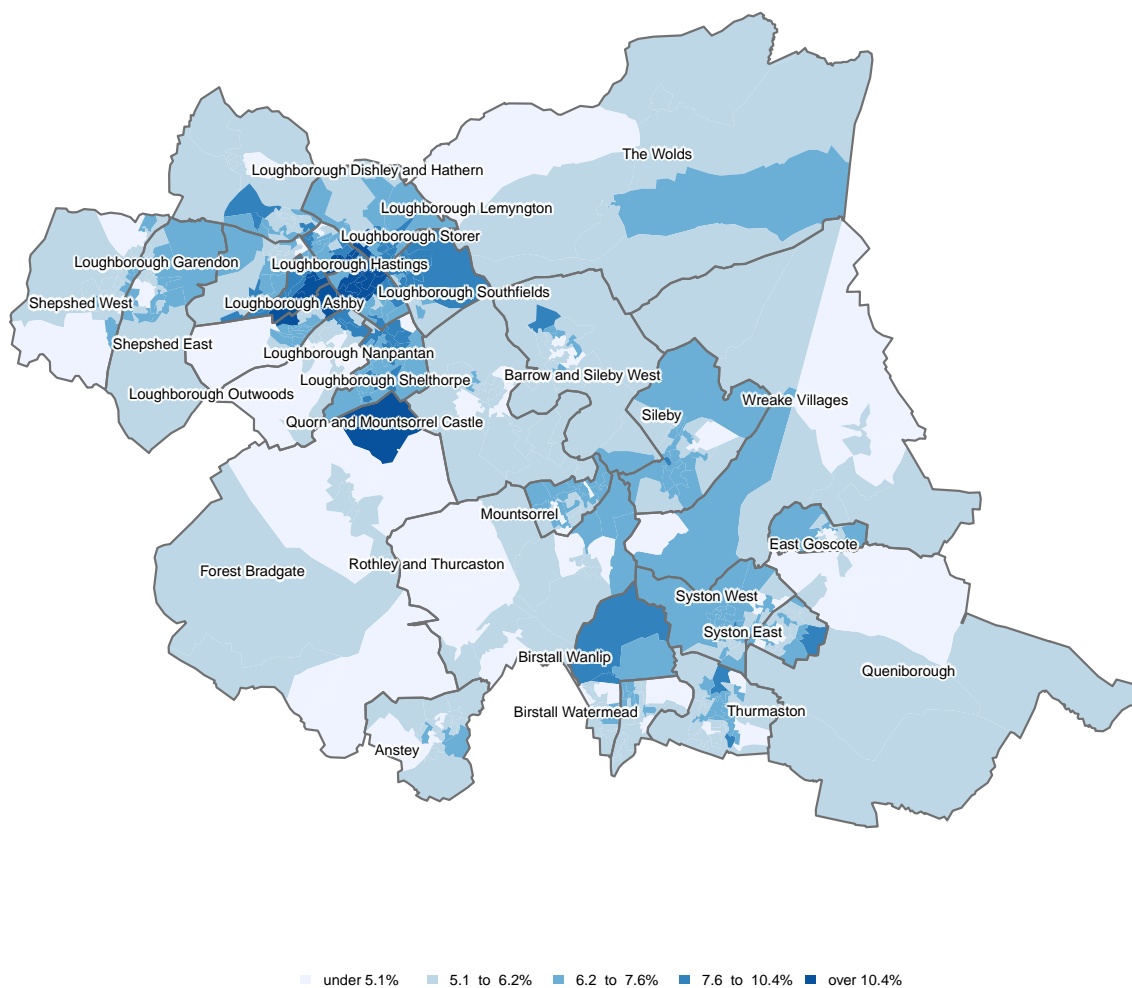 The Wolds
Loughborough Dishley and Hathern
Loughborough Lemyngton
Loughborough Storer
Loughborough Garendon
Loughborough Hastings
Loughborough Southfields
Shepshed West
Loughborough Ashby
Shepshed East
Loughborough Nanpantan
Barrow and Sileby West
Loughborough Shelthorpe
Loughborough Outwoods
Wreake Villages
Sileby
Quorn and Mountsorrel Castle
Mountsorrel
East Goscote
Rothley and Thurcaston
Forest Bradgate
Syston West
Syston East
Birstall Wanlip
Queniborough
Birstall Watermead
Thurmaston
Anstey
under 5.1% 5.1 to 6.2% 6.2 to 7.6% 7.6 to 10.4% over 10.4%